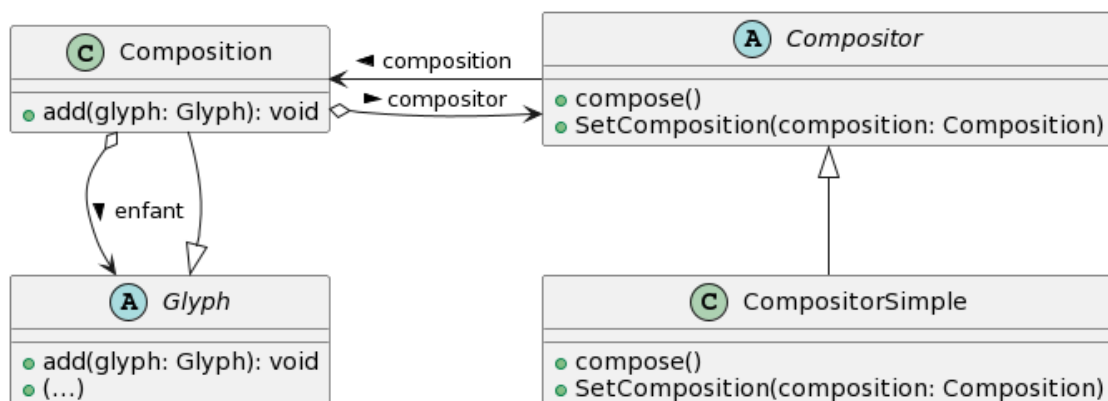 C Composition
add(glyph: Glyph): void
◄ composition
► compositor
A Compositor
compose()
SetComposition(composition: Composition)
▼ enfant
A Glyph
add(glyph: Glyph): void
(...)
C CompositorSimple
compose()
SetComposition(composition: Composition)